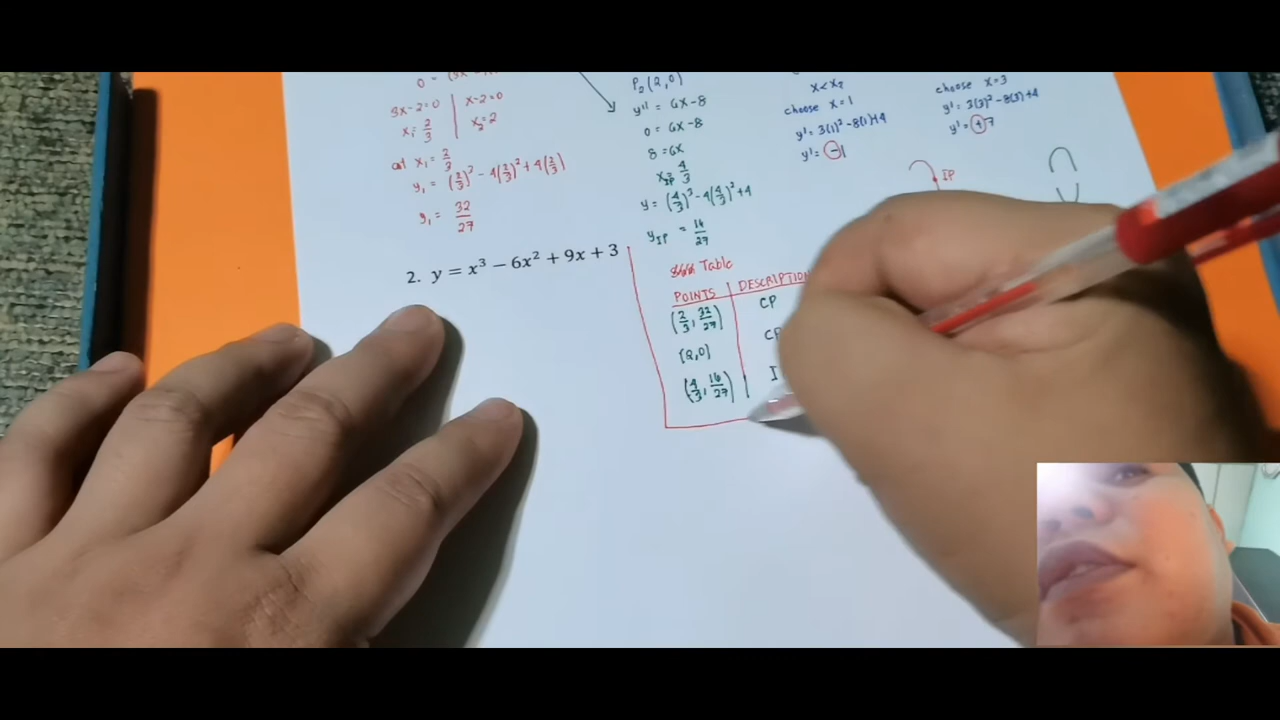 3x-2=0 | x-2=0
x₁=2/3 | x₂=2
at x₁=2/3
y₁=(2/3)³-4(2/3)²+4(2/3)
y₁=32/27
2. y = x³ − 6x² + 9x + 3
P₂(2,0)
y''=6x-8
0=6x-8
8=6x
x_IP=4/3
y=(4/3)³-4(4/3)²+4
y_IP=16/27
Table
POINTS | DESCRIPTION
(2/3, 32/27) | CP
(2,0)
(4/3, 16/27) | I
x<x₂
choose x=1
y'=3(1)²-8(1)+4
y'=-1
choose x=3
y'=3(3)²-8(3)+4
y'=+7
IP